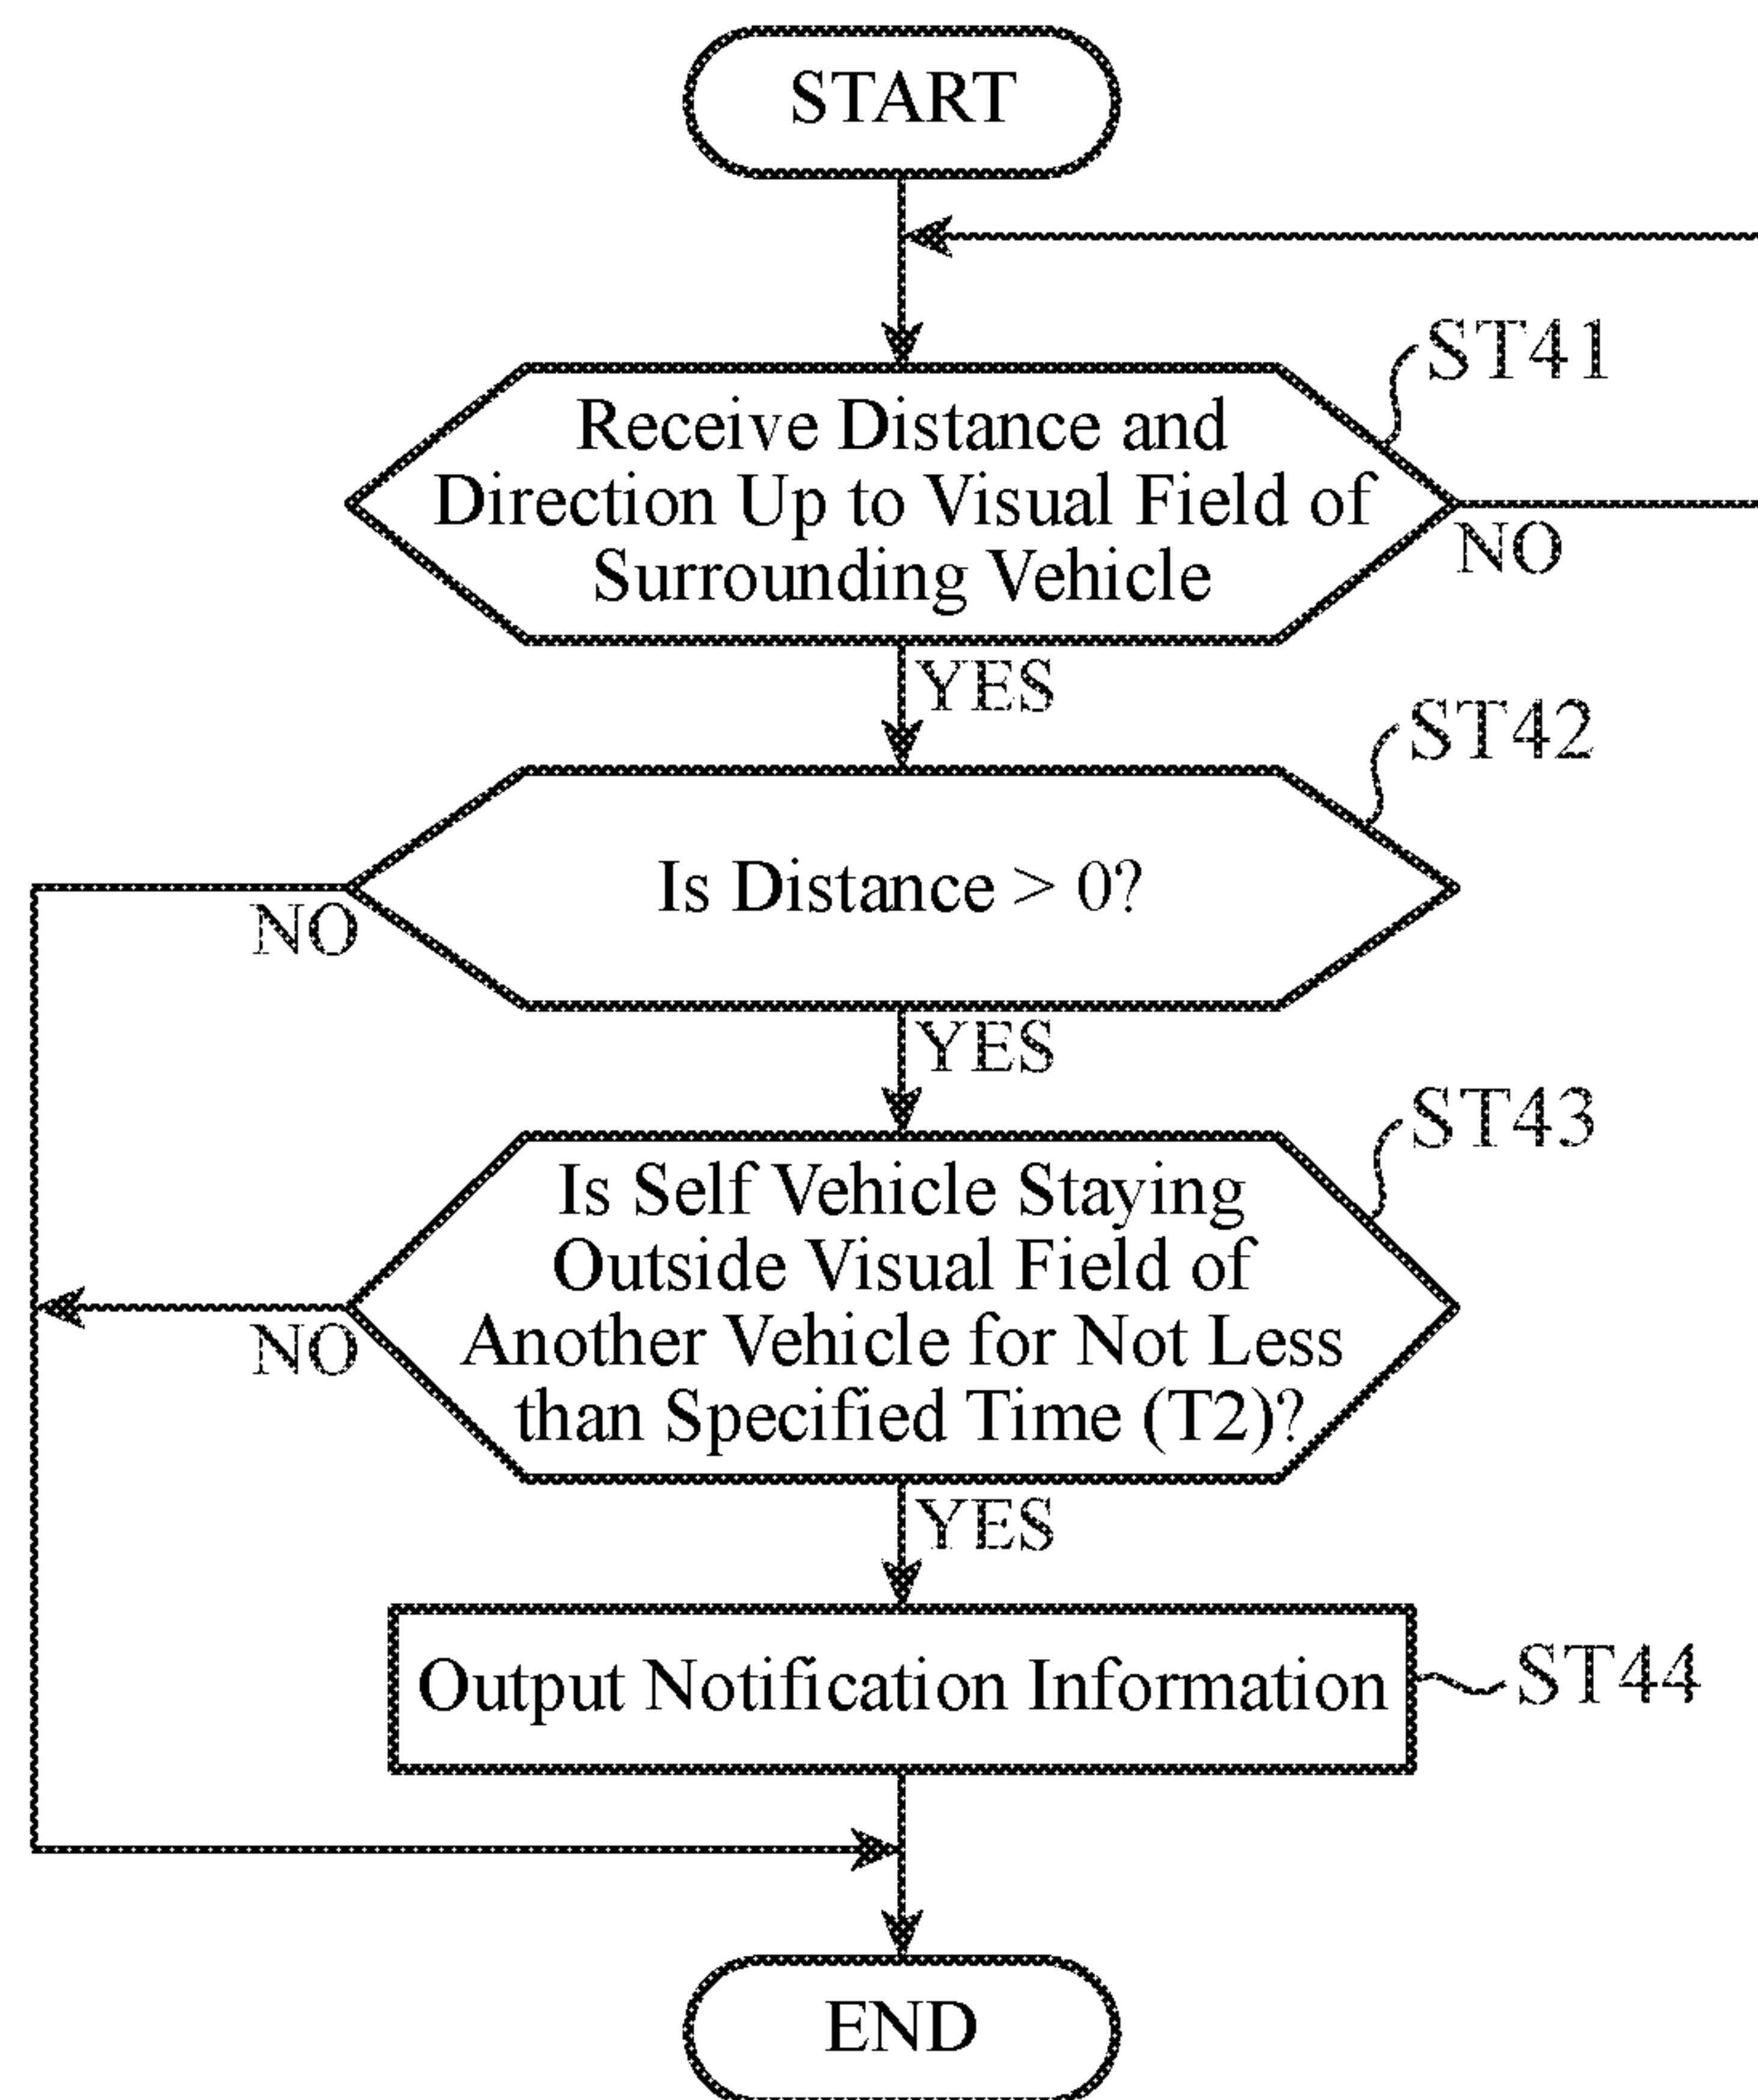 START
ST41
Receive Distance and
Direction Up to Visual Field of
Surrounding Vehicle
NO
YES
ST42
Is Distance > 0?
NO
YES
ST43
Is Self Vehicle Staying
Outside Visual Field of
Another Vehicle for Not Less
than Specified Time (T2)?
NO
YES
Output Notification Information
ST44
END